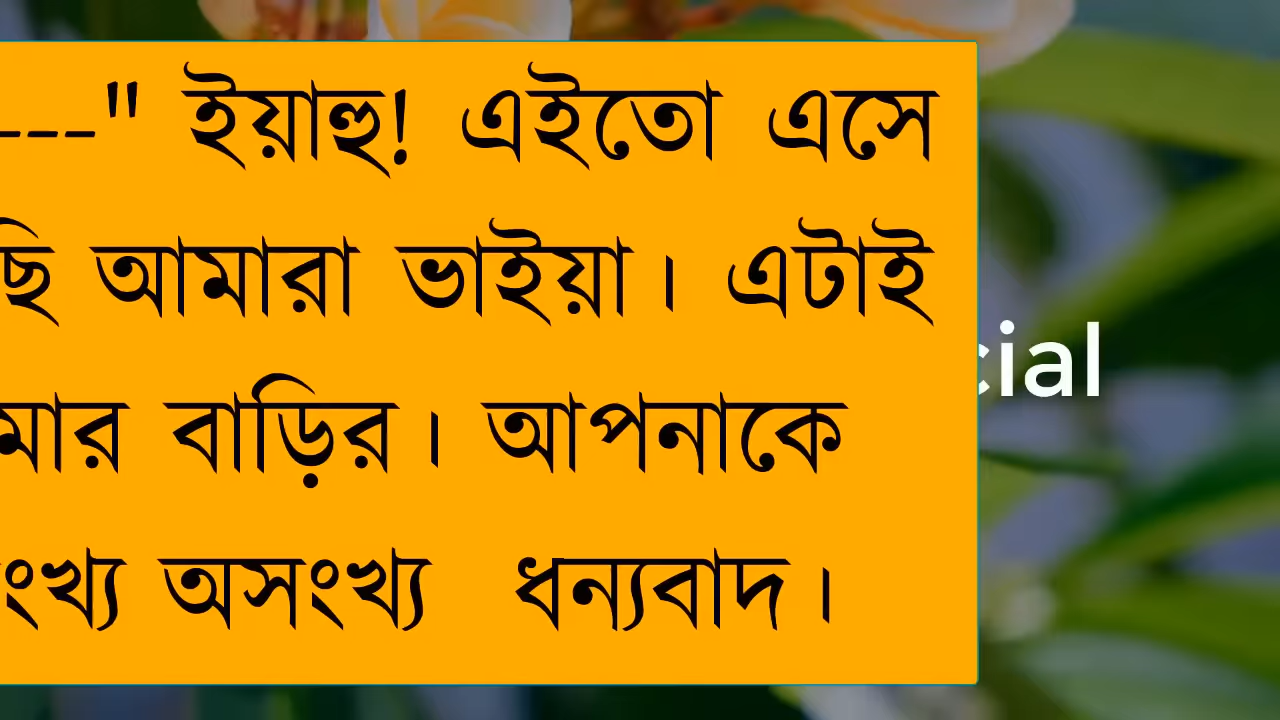 ---" ইয়াহু! এইতো এসে
ছি আমারা ভাইয়া। এটাই
মার বাড়ির। আপনাকে
ংখ্য অসংখ্য ধন্যবাদ।
cial